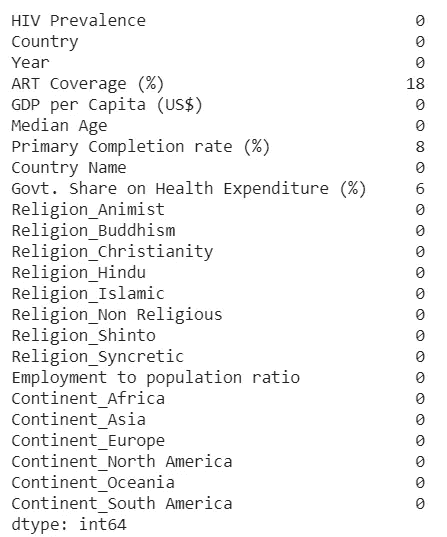 HIV Prevalence 0
Country 0
Year 0
ART Coverage (%) 18
GDP per Capita (US$) 0
Median Age 0
Primary Completion rate (%) 8
Country Name 0
Govt. Share on Health Expenditure (%) 6
Religion_Animist 0
Religion_Buddhism 0
Religion_Christianity 0
Religion_Hindu 0
Religion_Islamic 0
Religion_Non Religious 0
Religion_Shinto 0
Religion_Syncretic 0
Employment to population ratio 0
Continent_Africa 0
Continent_Asia 0
Continent_Europe 0
Continent_North America 0
Continent_Oceania 0
Continent_South America 0
dtype: int64